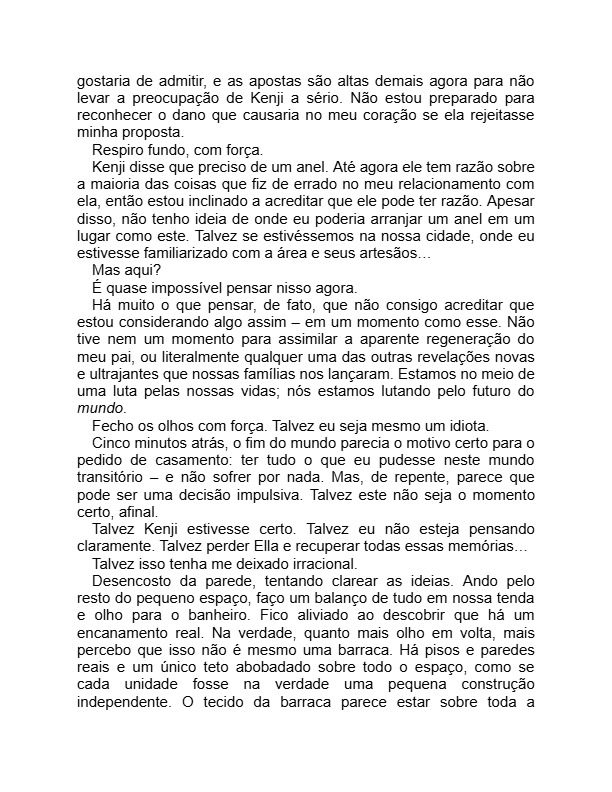 gostaria de admitir, e as apostas são altas demais agora para não
levar a preocupação de Kenji a sério. Não estou preparado para
reconhecer o dano que causaria no meu coração se ela rejeitasse
minha proposta.
Respiro fundo, com força.
Kenji disse que preciso de um anel. Até agora ele tem razão sobre
a maioria das coisas que fiz de errado no meu relacionamento com
ela, então estou inclinado a acreditar que ele pode ter razão. Apesar
disso, não tenho ideia de onde eu poderia arranjar um anel em um
lugar como este. Talvez se estivéssemos na nossa cidade, onde eu
estivesse familiarizado com a área e seus artesãos…
Mas aqui?
É quase impossível pensar nisso agora.
Há muito o que pensar, de fato, que não consigo acreditar que
estou considerando algo assim – em um momento como esse. Não
tive nem um momento para assimilar a aparente regeneração do
meu pai, ou literalmente qualquer uma das outras revelações novas
e ultrajantes que nossas famílias nos lançaram. Estamos no meio de
uma luta pelas nossas vidas; nós estamos lutando pelo futuro do
mundo.
Fecho os olhos com força. Talvez eu seja mesmo um idiota.
Cinco minutos atrás, o fim do mundo parecia o motivo certo para o
pedido de casamento: ter tudo o que eu pudesse neste mundo
transitório – e não sofrer por nada. Mas, de repente, parece que
pode ser uma decisão impulsiva. Talvez este não seja o momento
certo, afinal.
Talvez Kenji estivesse certo. Talvez eu não esteja pensando
claramente. Talvez perder Ella e recuperar todas essas memórias…
Talvez isso tenha me deixado irracional.
Desencosto da parede, tentando clarear as ideias. Ando pelo
resto do pequeno espaço, faço um balanço de tudo em nossa tenda
e olho para o banheiro. Fico aliviado ao descobrir que há um
encanamento real. Na verdade, quanto mais olho em volta, mais
percebo que isso não é mesmo uma barraca. Há pisos e paredes
reais e um único teto abobadado sobre todo o espaço, como se
cada unidade fosse na verdade uma pequena construção
independente. O tecido da barraca parece estar sobre toda a